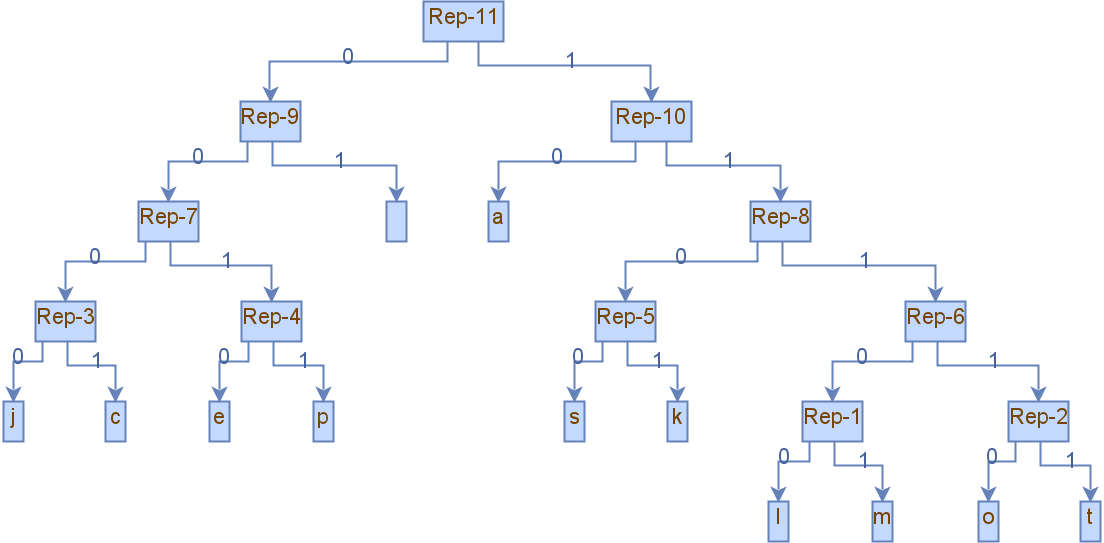 Rep-11
0 1
Rep-9 Rep-10
0 1 0 1
Rep-7 a Rep-8
0 1 0 1
Rep-3 Rep-4 Rep-5 Rep-6
0 1 0 1 0 1 0 1
j c e p s k Rep-1 Rep-2
0 1 0 1
l m o t